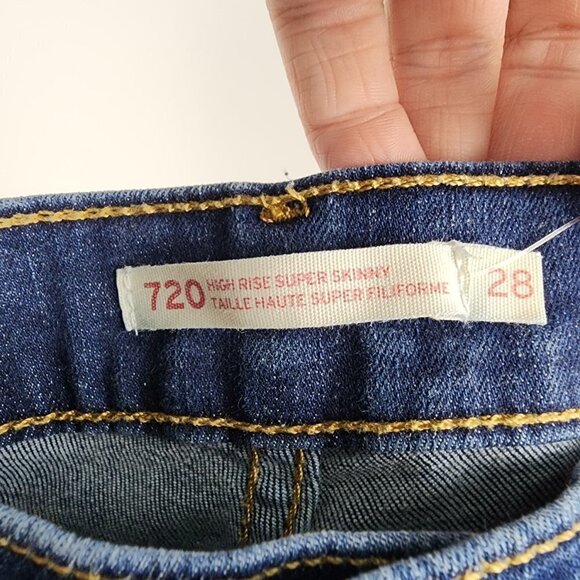 720 HIGH RISE SUPER SKINNY 28
TAILLE HAUTE SUPER FILIFORME